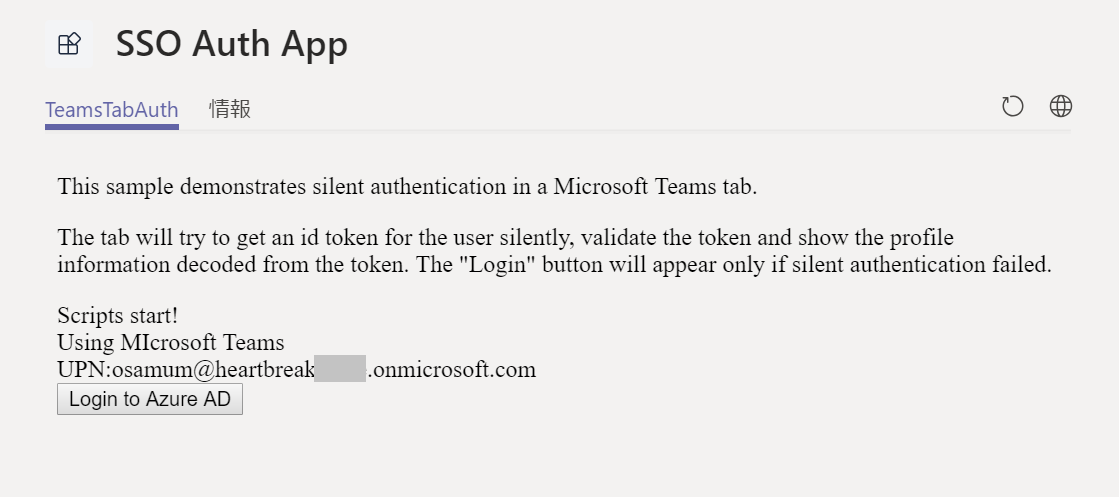 SSO Auth App
TeamsTabAuth 情報
This sample demonstrates silent authentication in a Microsoft Teams tab.
The tab will try to get an id token for the user silently, validate the token and show the profile
information decoded from the token. The "Login" button will appear only if silent authentication failed.
Scripts start!
Using MIcrosoft Teams
UPN:osamum@heartbreak .onmicrosoft.com
Login to Azure AD